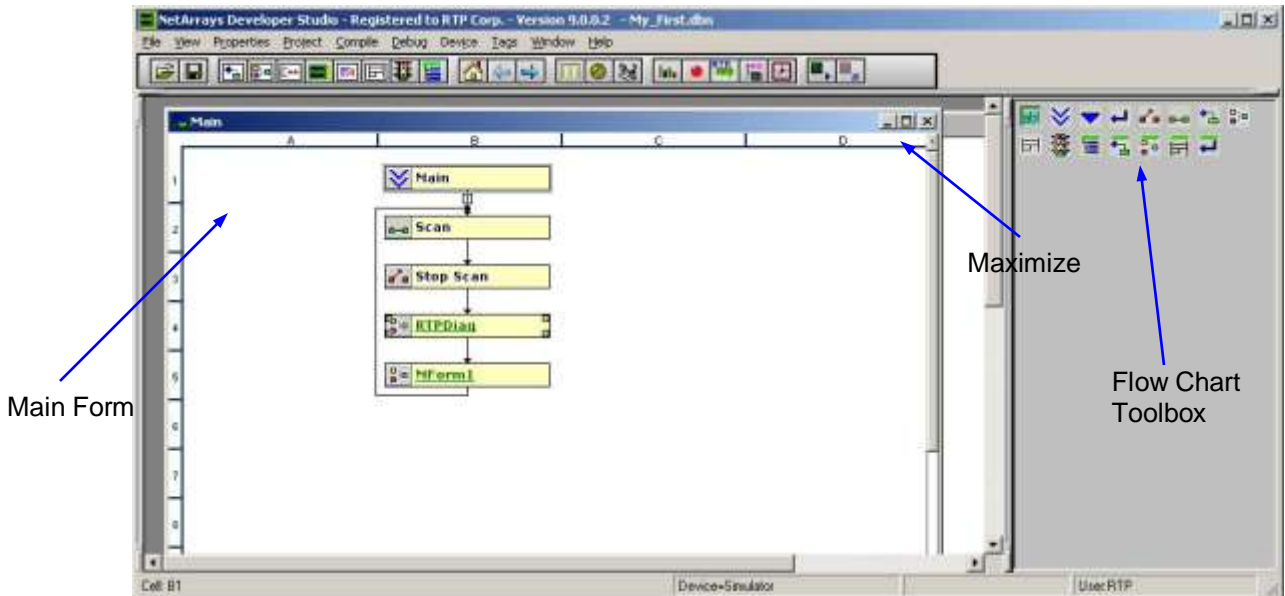 NetArrays Developer Studio - Registered to RTP Corp. - Version 9.0.0.2 - My_First.dbn
File View Properties Project Compile Debug Device Tags Window Help
Main
A B C D
1
Main
2
Scan
3
Stop Scan
4
RTPDiag
5
MForm1
6
7
8
Maximize
Main Form
Flow Chart
Toolbox
Cell: B1
Device=Simulator
User:RTP